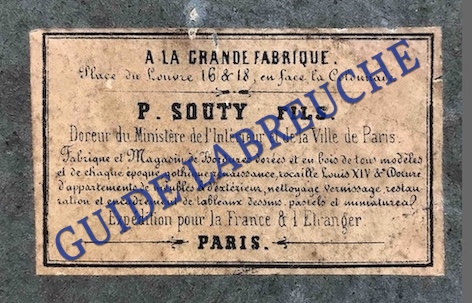 A LA GRANDE FABRIQUE.
Place du Louvre 16 & 18, en face la Colonnade
P. SOUTY FILS
Doreur du Ministère de l'Intérieur & de la Ville de Paris
Fabrique et Magasin de Bordures dorées et en bois de tous modèles
et de chaque époque, gothique, renaissance, rocaille Louis XIV & Dorure
d'appartements de meubles et d'extérieur, nettoyage vernissage, restau
ration et encadrement de tableaux dessins, pastels et miniatures
Expédition pour la France & l'Etranger
PARIS.
GUIDE LABREUCHE